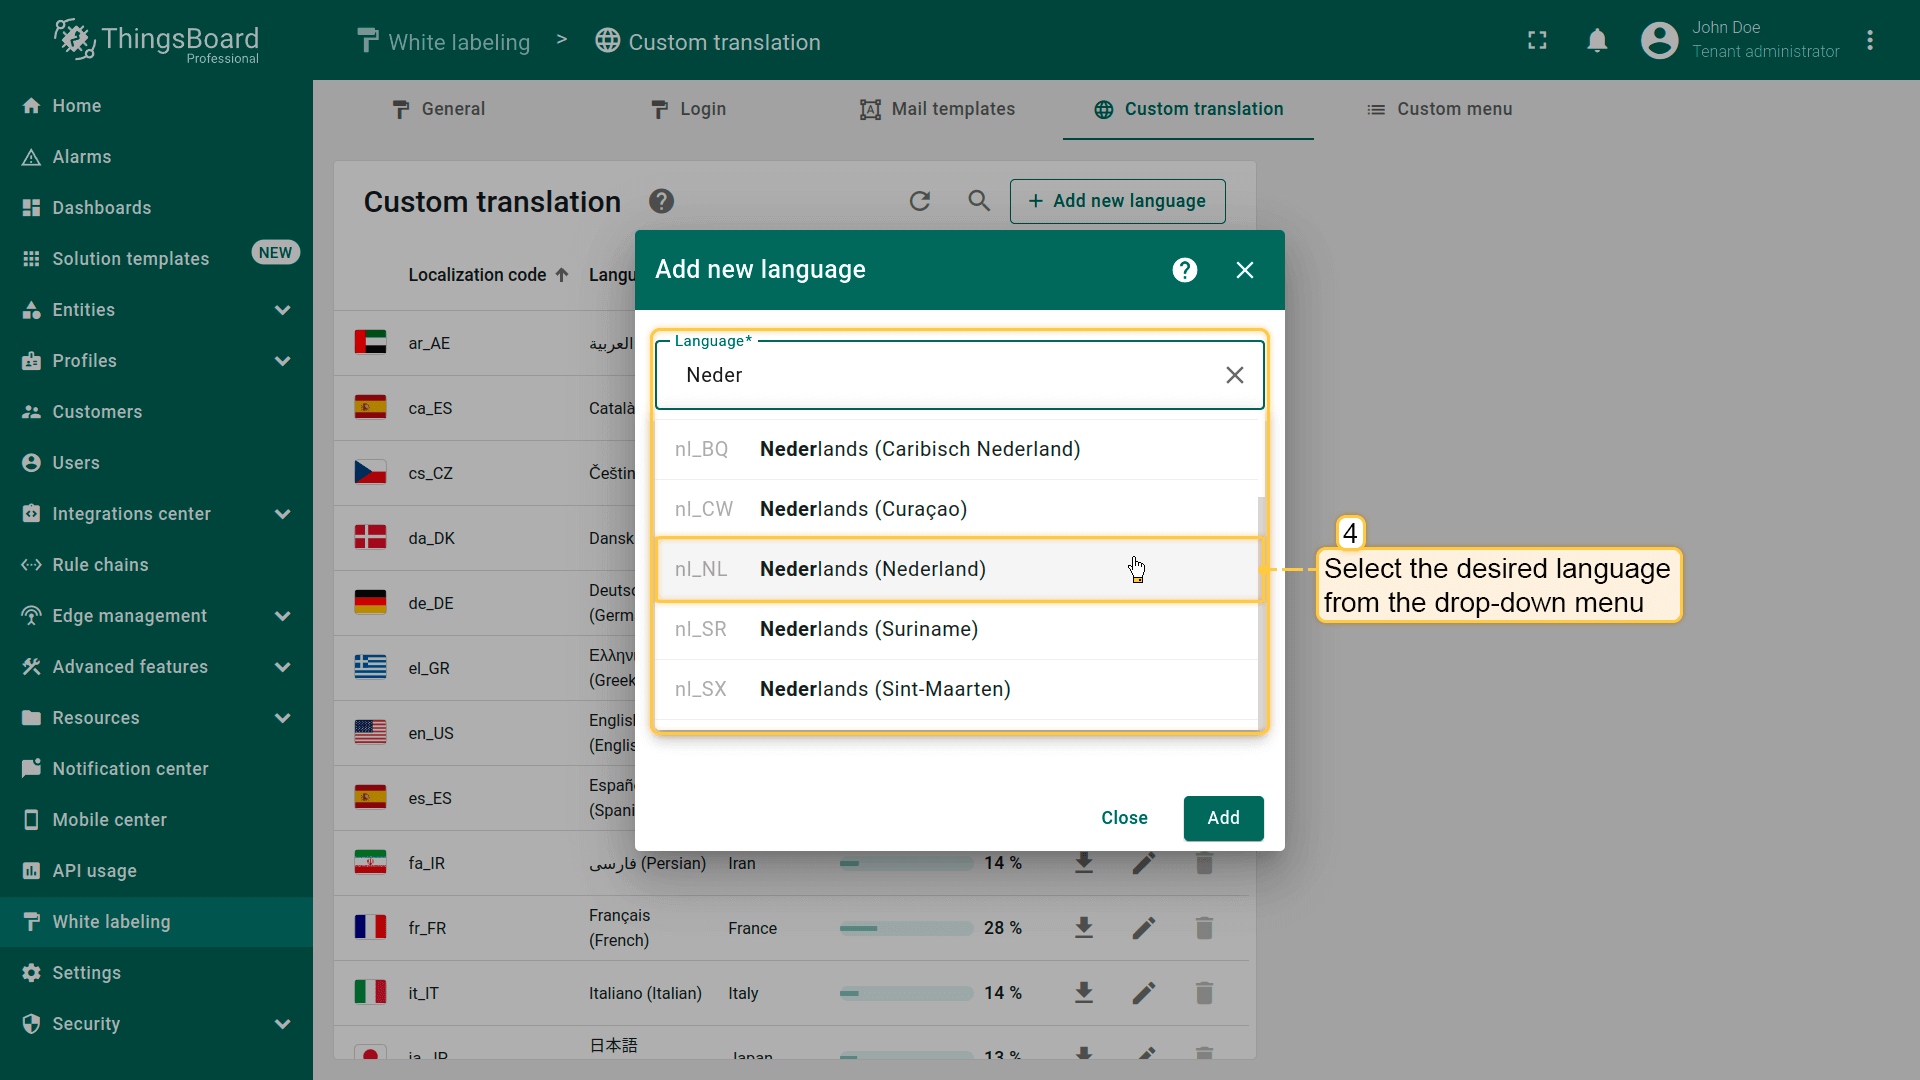 ThingsBoard
Professional
White labeling > Custom translation
John Doe
Tenant administrator
Home
Alarms
Dashboards
Solution templates NEW
Entities
Profiles
Customers
Users
Integrations center
Rule chains
Edge management
Advanced features
Resources
Notification center
Mobile center
API usage
White labeling
Settings
Security
General Login Mail templates Custom translation Custom menu
Custom translation ? + Add new language
Localization code Langu
ar_AE العربية
ca_ES Català
cs_CZ Češtin
da_DK Dansk
de_DE Deutsc
(Germ
el_GR Ελλην
(Greek
en_US English
(Englis
es_ES Españ
(Spani
fa_IR فارسی (Persian) Iran 14 %
fr_FR Français
(French) France 28 %
it_IT Italiano (Italian) Italy 14 %
ja_JP 日本語 Japan 13 %
Add new language ?
Language*
Neder
nl_BQ Nederlands (Caribisch Nederland)
nl_CW Nederlands (Curaçao)
nl_NL Nederlands (Nederland)
nl_SR Nederlands (Suriname)
nl_SX Nederlands (Sint-Maarten)
Close Add
4
Select the desired language
from the drop-down menu